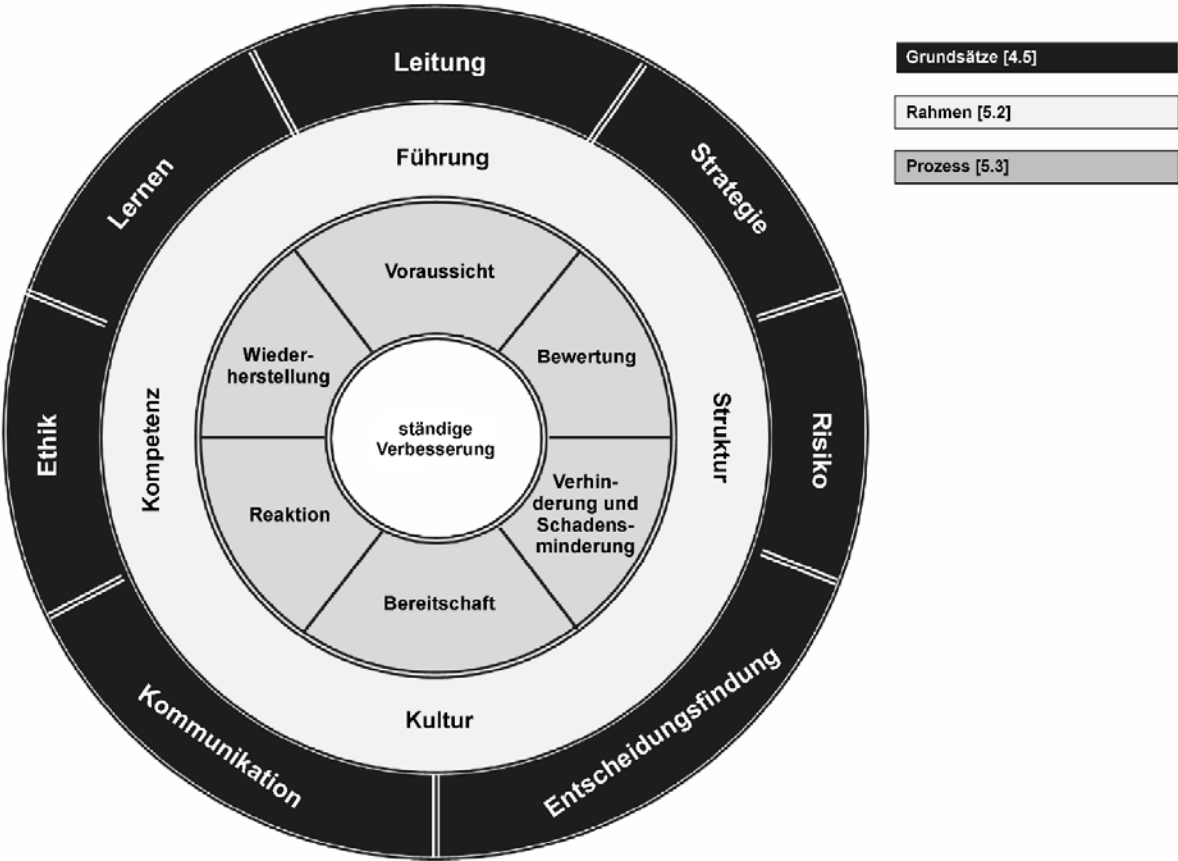 Leitung
Strategie
Risiko
Entscheidungsfindung
Kommunikation
Ethik
Lernen
Führung
Struktur
Kultur
Kompetenz
Voraussicht
Bewertung
Verhin-
derung und
Schadens-
minderung
Bereitschaft
Reaktion
Wieder-
herstellung
ständige
Verbesserung
Grundsätze [4.5]
Rahmen [5.2]
Prozess [5.3]